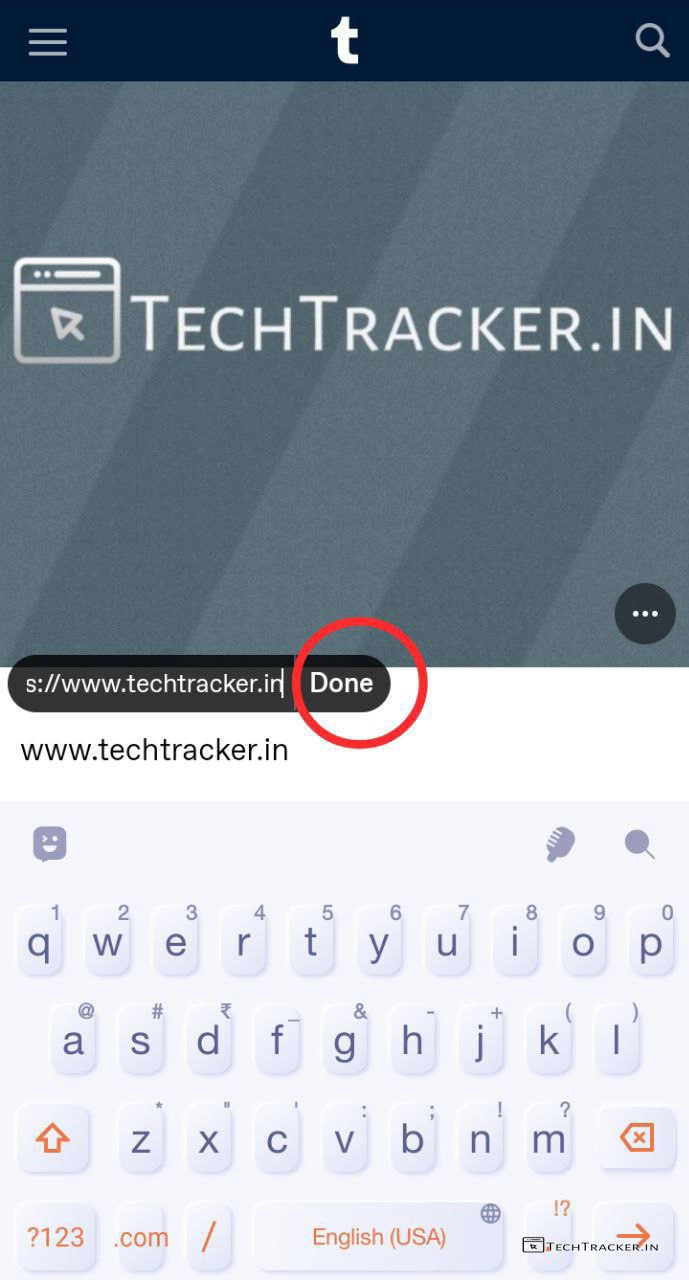 t
TechTracker.in
s://www.techtracker.in Done
www.techtracker.in
1 2 3 4 5 6 7 8 9 0
q w e r t y u i o p
@ # ₹ _ & - + ( )
a s d f g h j k l
* " ' : ; ! ?
z x c v b n m
!?
?123 .com / English (USA)
TechTracker.in